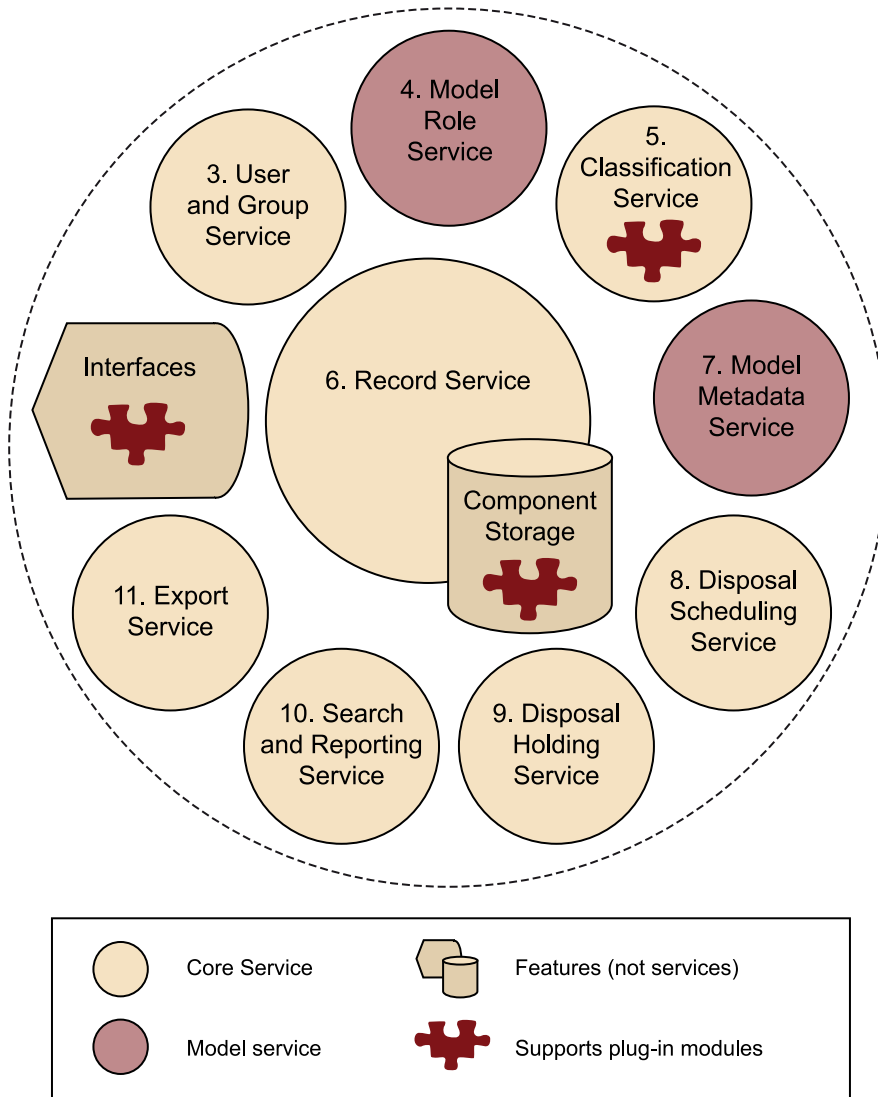 4. Model
Role
Service
5.
Classification
Service
3. User
and Group
Service
Interfaces
6. Record Service
7. Model
Metadata
Service
Component
Storage
11. Export
Service
8. Disposal
Scheduling
Service
10. Search
and Reporting
Service
9. Disposal
Holding
Service
Core Service
Features (not services)
Model service
Supports plug-in modules